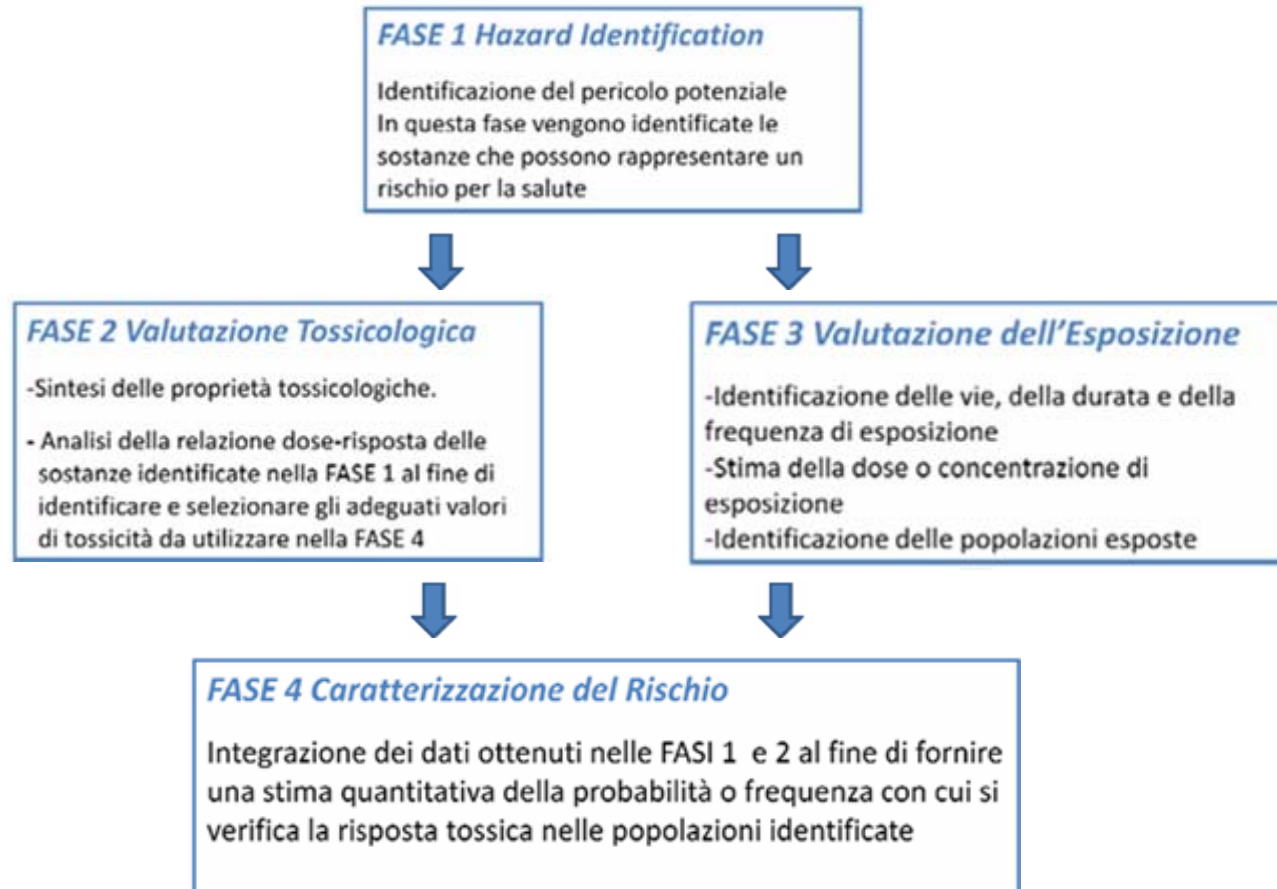 FASE 1 Hazard Identification
Identificazione del pericolo potenziale
In questa fase vengono identificate le
sostanze che possono rappresentare un
rischio per la salute
FASE 2 Valutazione Tossicologica
-Sintesi delle proprietà tossicologiche.
- Analisi della relazione dose-risposta delle
sostanze identificate nella FASE 1 al fine di
identificare e selezionare gli adeguati valori
di tossicità da utilizzare nella FASE 4
FASE 3 Valutazione dell'Esposizione
-Identificazione delle vie, della durata e della
frequenza di esposizione
-Stima della dose o concentrazione di
esposizione
-Identificazione delle popolazioni esposte
FASE 4 Caratterizzazione del Rischio
Integrazione dei dati ottenuti nelle FASI 1 e 2 al fine di fornire
una stima quantitativa della probabilità o frequenza con cui si
verifica la risposta tossica nelle popolazioni identificate